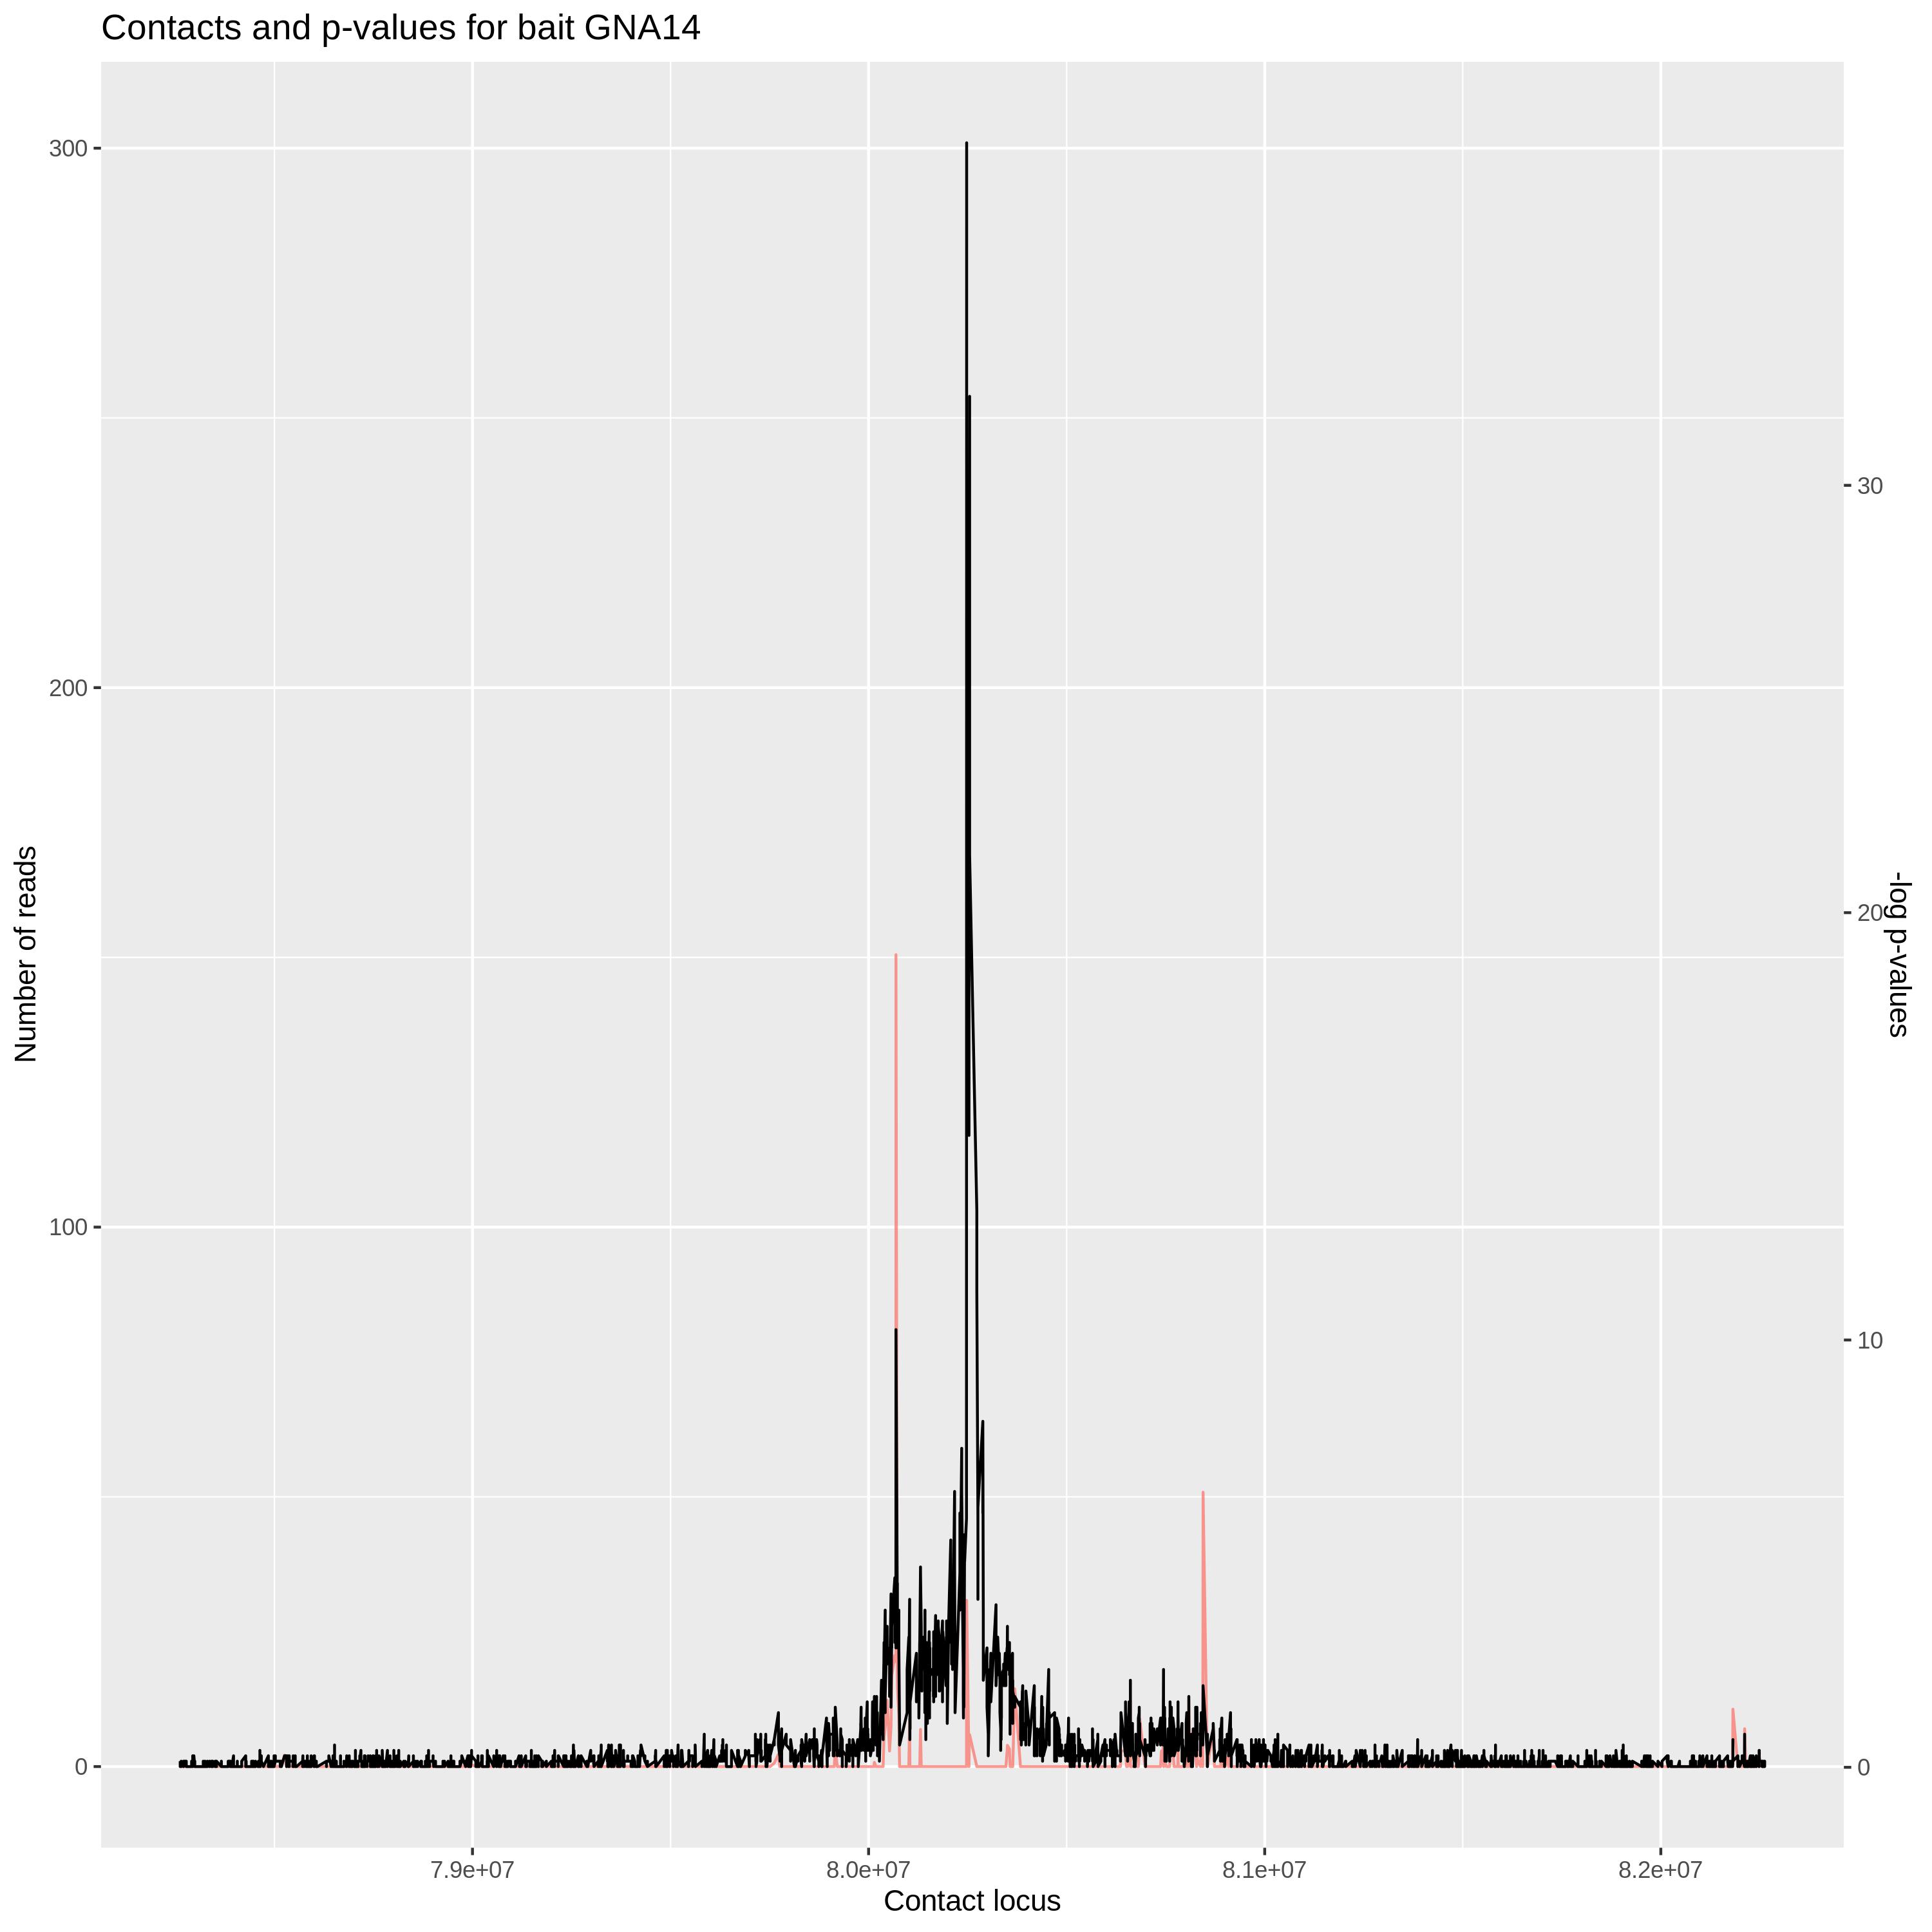 Contacts and p-values for bait GNA14
300
200
100
0
Number of reads
30
20
10
0
-log p-values
7.9e+07 8.0e+07 8.1e+07 8.2e+07
Contact locus